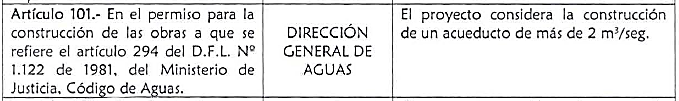 Artículo 101.- En el permiso para la
construcción de las obras a que se
refiere el artículo 294 del D.F.L. Nº
1.122 de 1981, del Ministerio de
Justicia, Código de Aguas.
DIRECCIÓN
GENERAL DE
AGUAS
El proyecto considera la construcción
de un acueducto de más de 2 m³/seg.